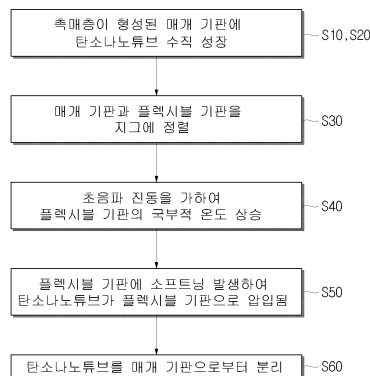 촉매층이 형성된 매개 기판에
탄소나노튜브 수직 성장
S10,S20
매개 기판과 플렉시블 기판을
지그에 정렬
S30
초음파 진동을 가하여
플렉시블 기판의 국부적 온도 상승
S40
플렉시블 기판에 소프트닝 발생하여
탄소나노튜브가 플렉시블 기판으로 압입됨
S50
탄소나노튜브를 매개 기판으로부터 분리
S60